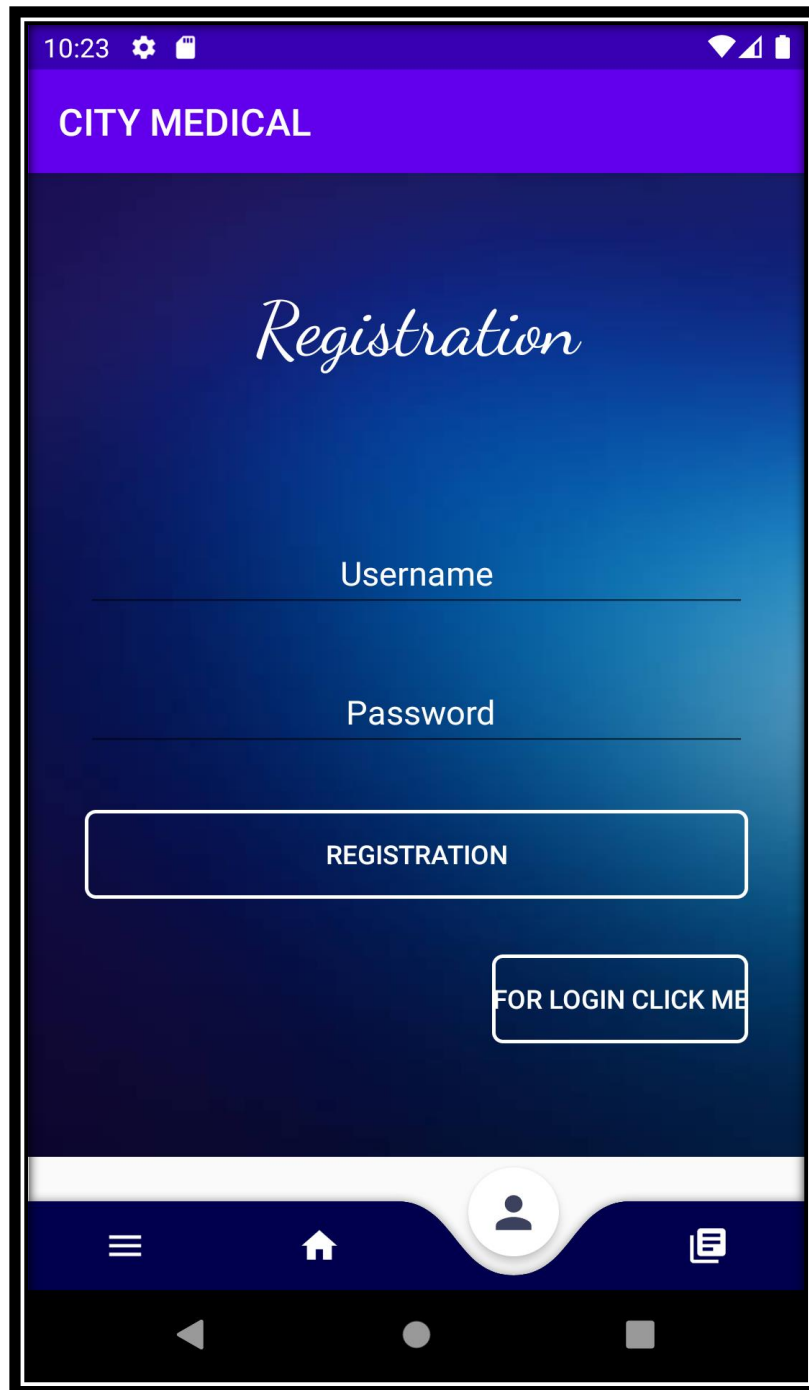 10:23
CITY MEDICAL
Registration
Username
Password
REGISTRATION
FOR LOGIN CLICK ME